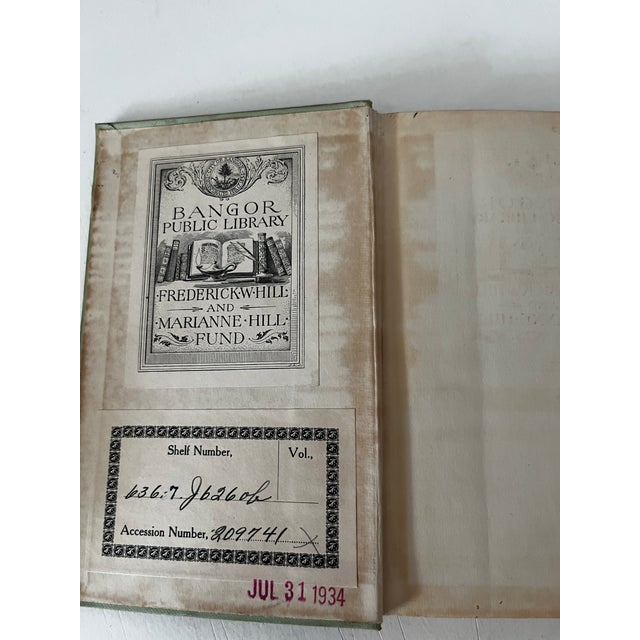 BANGOR
PUBLIC LIBRARY
·FREDERICK·W·HILL·
AND
·MARIANNE·HILL·
FUND
Shelf Number, Vol.,
636.7 J626ob
Accession Number, 209741
JUL 31 1934